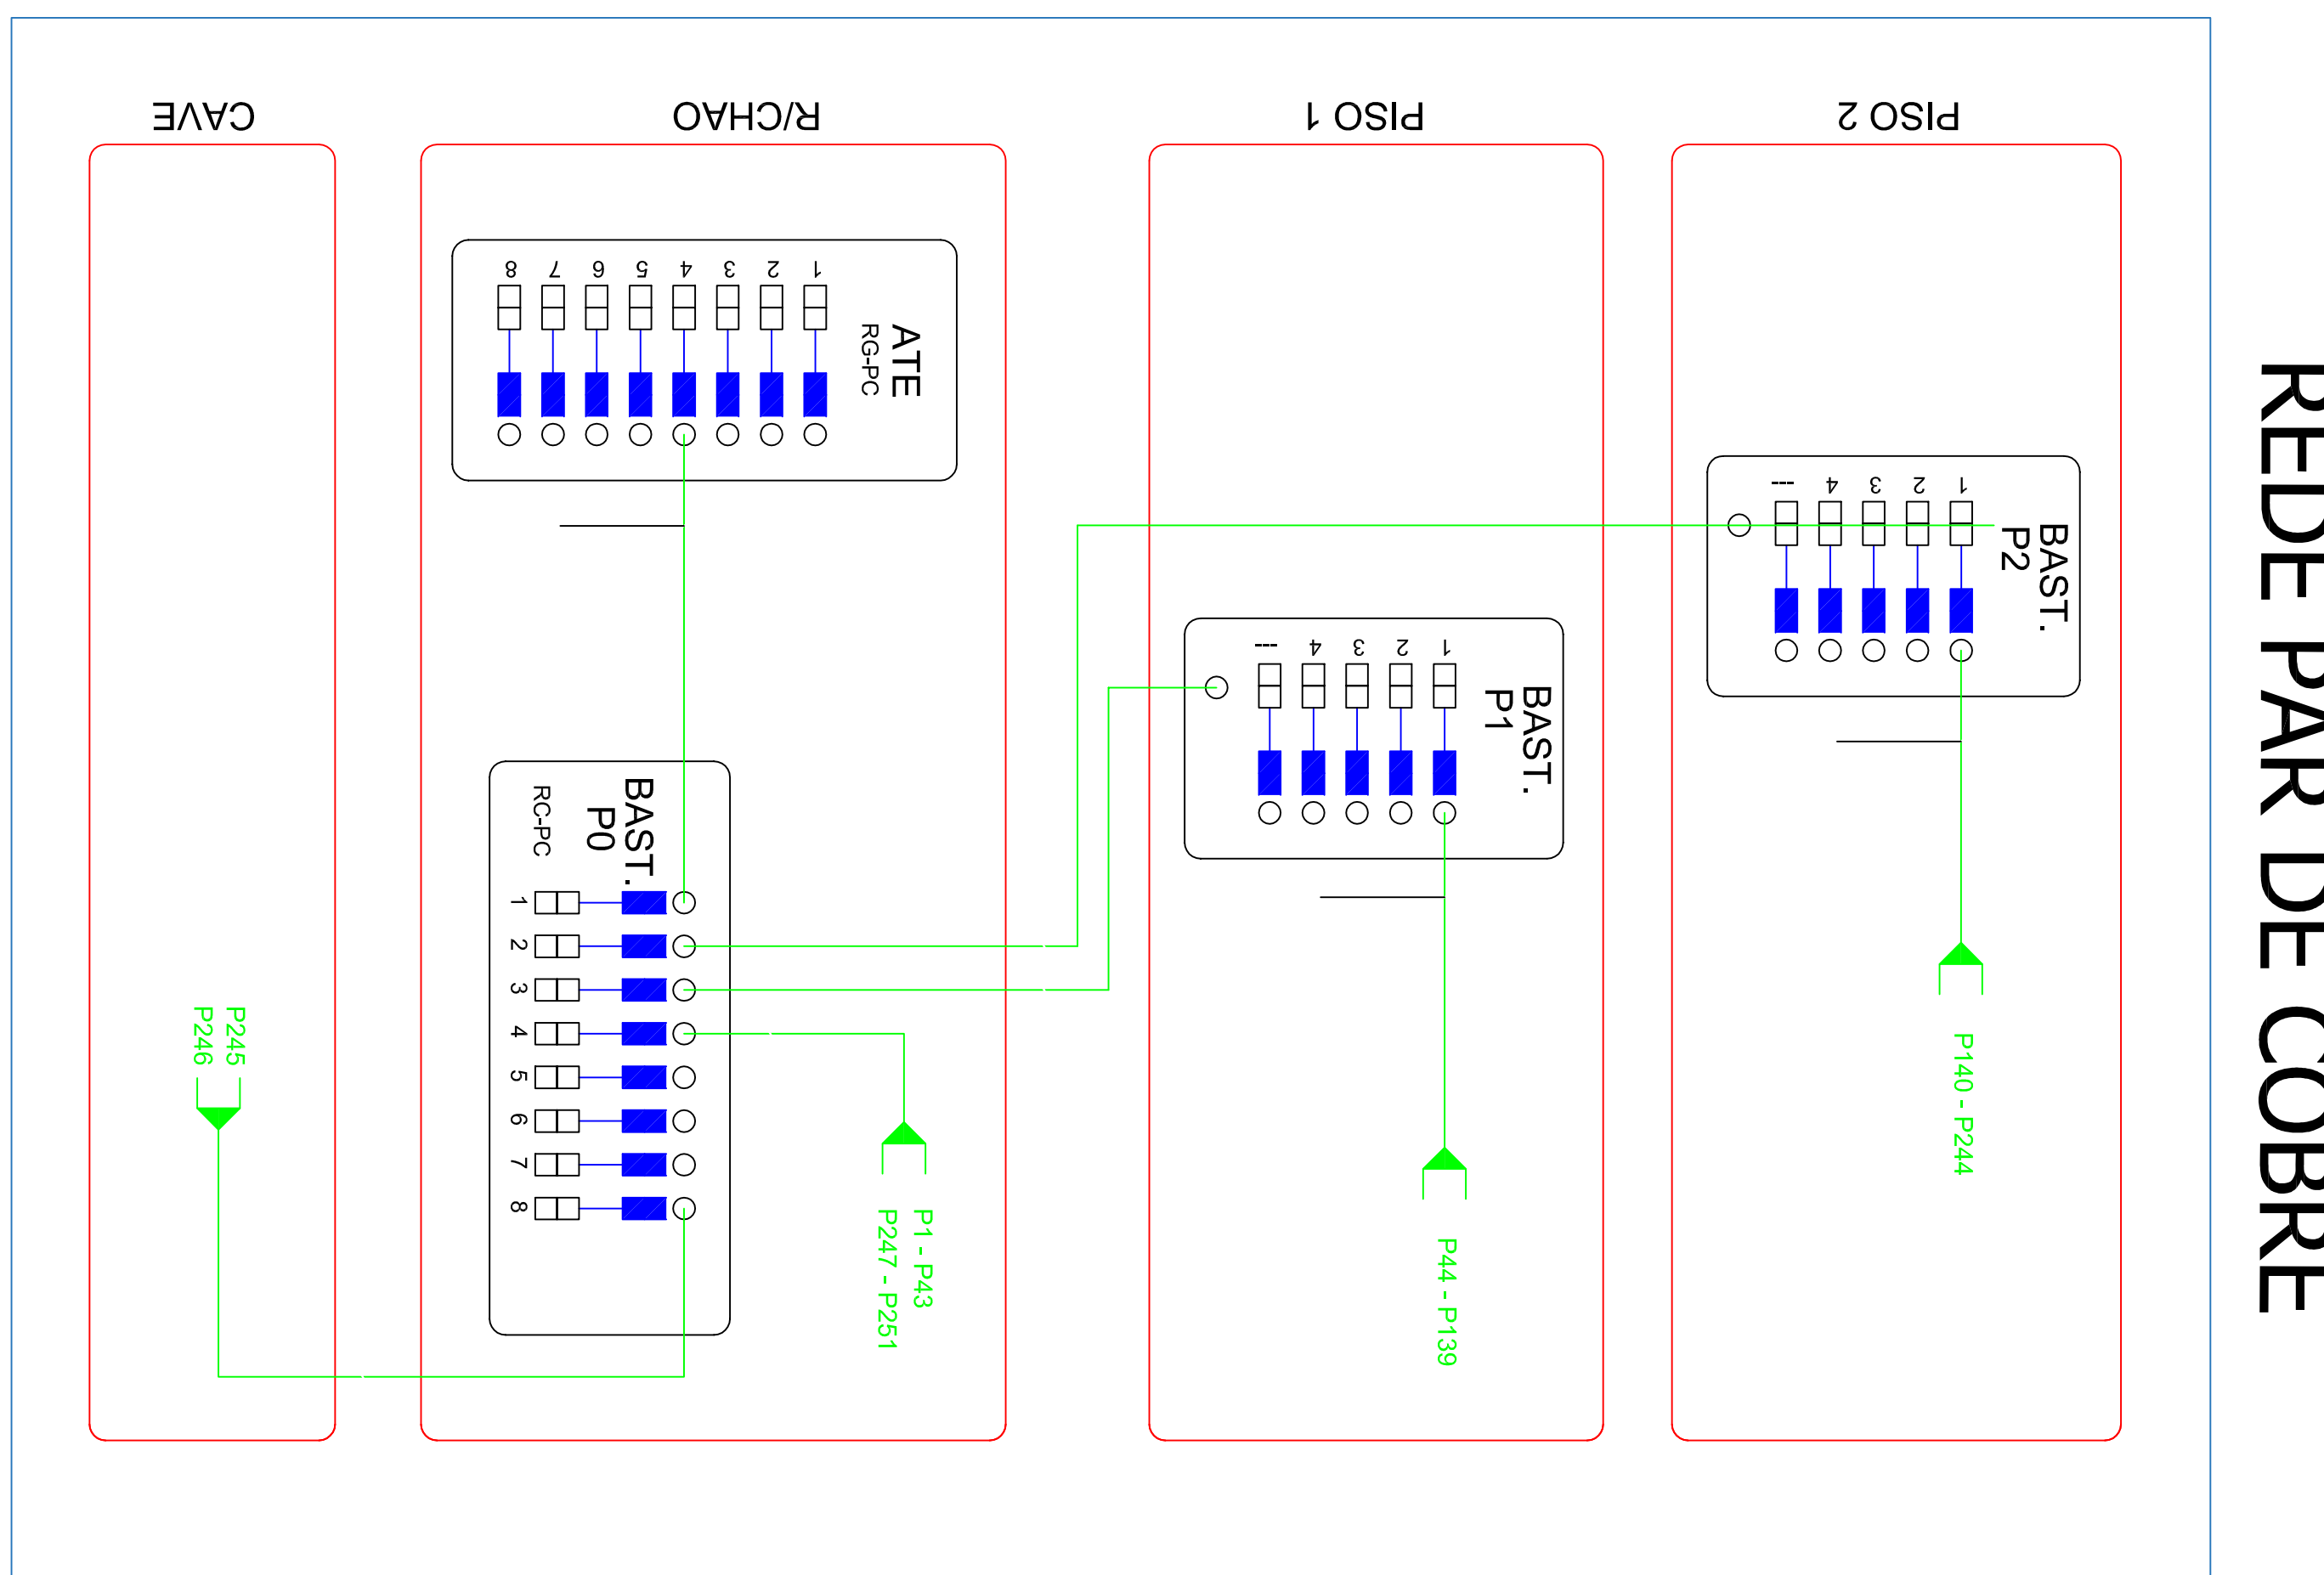 REDE PAR DE COBRE
CAVE
R/CHAO
PISO 1
PISO 2
8 7 6 5 4 3 2 1
ATE
RG-PC
BAST.
P0
RC-PC
1
2
3
4
5
6
7
8
P245
P246
P1 - P43
P247 - P251
--- 4 3 2 1
BAST.
P1
P44 - P139
--- 4 3 2 1
BAST.
P2
P140 - P244